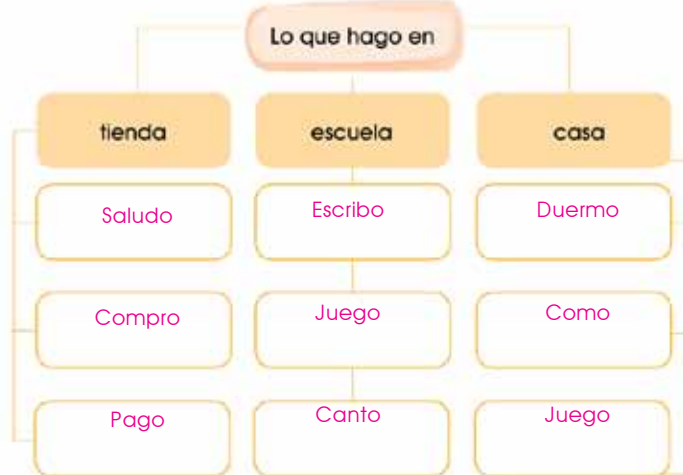 Lo que hago en
tienda
escuela
casa
Saludo
Escribo
Duermo
Compro
Juego
Como
Pago
Canto
Juego